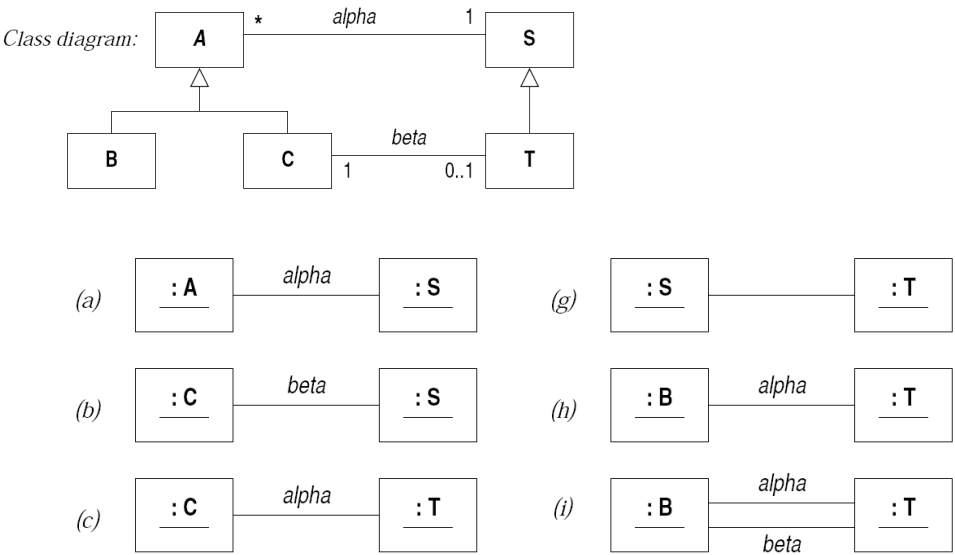 Class diagram:
A
*
alpha
1
S
B
C
1
beta
0..1
T
(a)
: A
alpha
: S
(g)
: S
: T
(b)
: C
beta
: S
(h)
: B
alpha
: T
(c)
: C
alpha
: T
(i)
: B
alpha
beta
: T